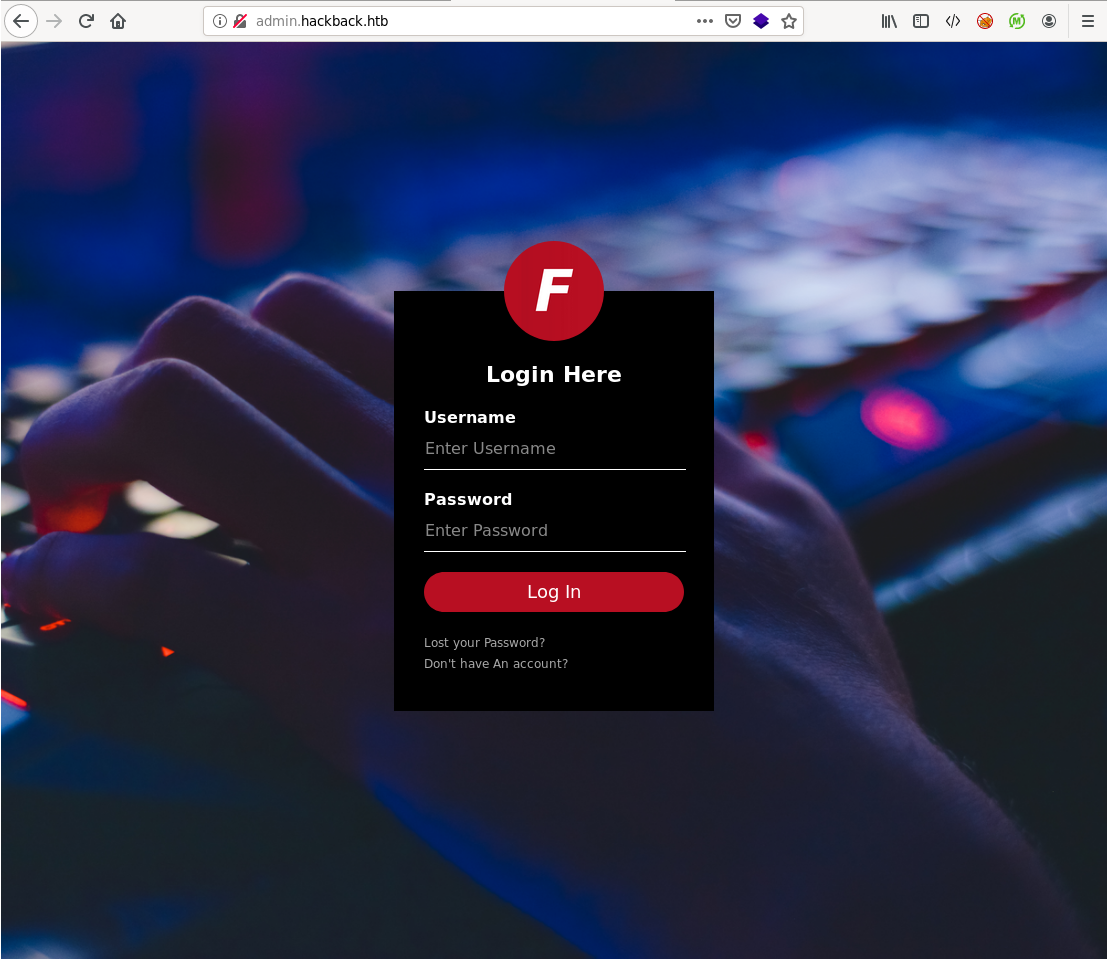 admin.hackback.htb
F
Login Here
Username
Enter Username
Password
Enter Password
Log In
Lost your Password?
Don't have An account?